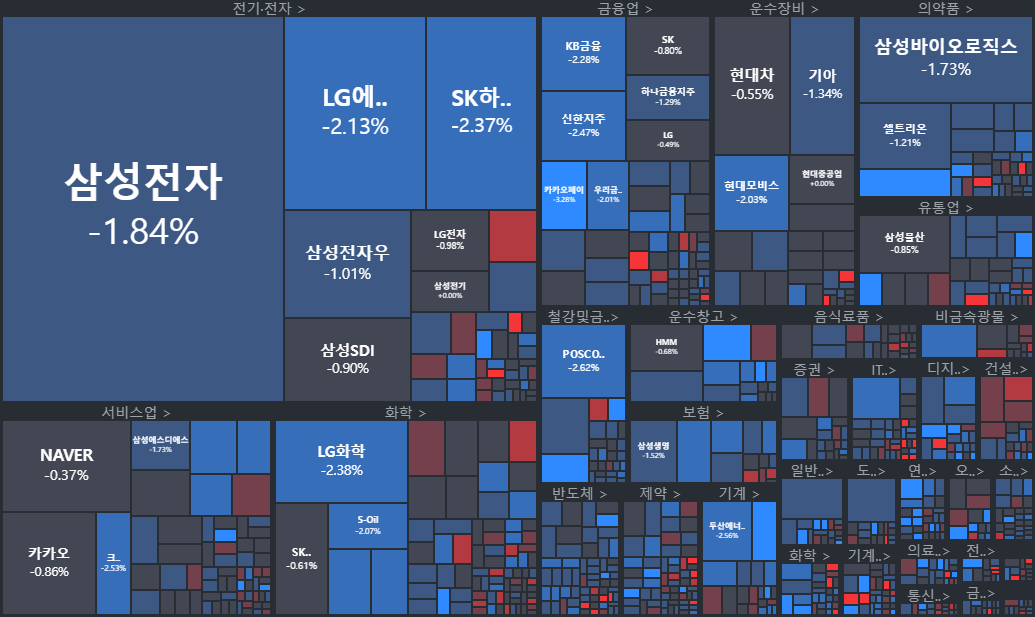 전기·전자 >
삼성전자
-1.84%
LG에..
-2.13%
SK하..
-2.37%
삼성전자우
-1.01%
LG전자
-0.98%
삼성전기
+0.00%
삼성SDI
-0.90%
금융업 >
KB금융
-2.28%
SK
-0.80%
하나금융지주
-1.29%
신한지주
-2.47%
LG
-0.49%
카카오페이
-3.28%
우리금..
-2.01%
운수장비 >
현대차
-0.55%
기아
-1.34%
현대모비스
-2.03%
현대중공업
+0.00%
의약품 >
삼성바이오로직스
-1.73%
셀트리온
-1.21%
유통업 >
삼성물산
-0.85%
서비스업 >
NAVER
-0.37%
삼성에스디에스
-1.73%
카카오
-0.86%
크..
-2.53%
화학 >
LG화학
-2.38%
S-Oil
-2.07%
SK..
-0.61%
철강및금..>
POSCO..
-2.62%
운수창고 >
HMM
-0.68%
보험 >
삼성생명
-1.52%
음식료품 >
비금속광물 >
증권 >
IT..>
디지..>
건설..>
반도체 >
제약 >
기계 >
두산에너..
-2.56%
일반..>
도..>
연..>
오..>
소..>
화학 >
기계..>
의료..>
전..>
통신..>
금..>